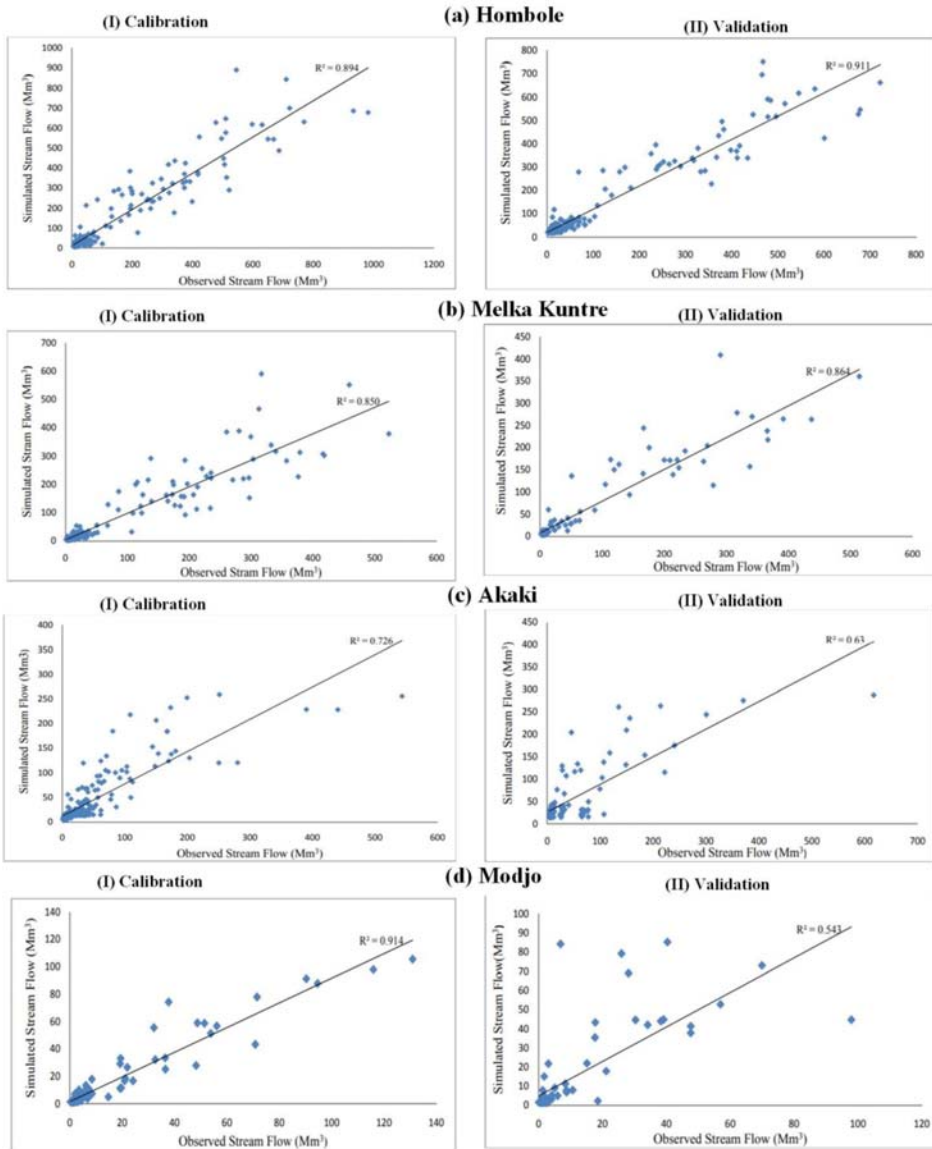 (a) Hombole
(I) Calibration
(II) Validation
Simulated Stream Flow (Mm³)
1000
900
800
700
600
500
400
300
200
100
0
R² = 0.894
0 200 400 600 800 1000 1200
Observed Stream Flow (Mm³)
Simulated Stream Flow (Mm³)
800
700
600
500
400
300
200
100
0
R² = 0.911
0 100 200 300 400 500 600 700 800
Observed Stream Flow (Mm³)
(b) Melka Kuntre
(I) Calibration
(II) Validation
Simulated Stream Flow (Mm³)
700
600
500
400
300
200
100
0
R² = 0.850
0 100 200 300 400 500 600
Observed Stram Flow (Mm³)
Simulated Stream Flow (Mm³)
450
400
350
300
250
200
150
100
50
0
R² = 0.864
0 100 200 300 400 500 600
Observed Stream Flow (Mm³)
(c) Akaki
(I) Calibration
(II) Validation
Simulated Stream Flow (Mm3)
400
350
300
250
200
150
100
50
0
R² = 0.726
0 100 200 300 400 500 600
Observed Stream Flow (Mm³)
Simulated Stream Flow (Mm³)
450
400
350
300
250
200
150
100
50
0
R² = 0.63
0 100 200 300 400 500 600 700
Observed Stream Flow (Mm³)
(d) Modjo
(I) Calibration
(II) Validation
Simulated Stream Flow (Mm³)
140
120
100
80
60
40
20
0
R² = 0.914
0 20 40 60 80 100 120 140
Observed Stream Flow (Mm³)
Simulated Stream Flow(Mm³)
100
90
80
70
60
50
40
30
20
10
0
R² = 0.543
0 20 40 60 80 100 120
Observed Stream Flow (Mm³)